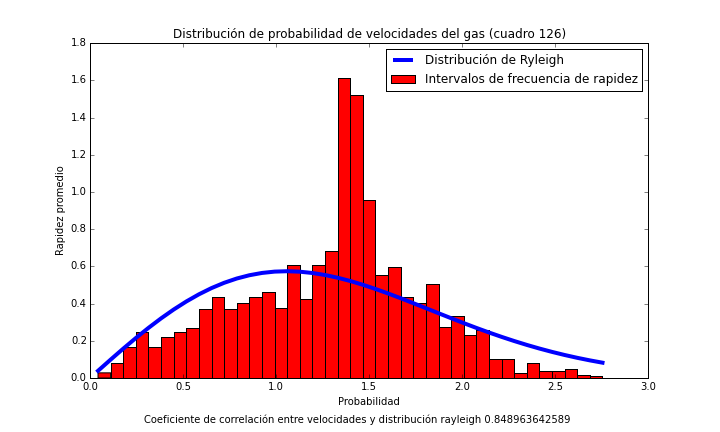 Distribución de probabilidad de velocidades del gas (cuadro 126)
Distribución de Ryleigh
Intervalos de frecuencia de rapidez
Rapidez promedio
1.8
1.6
1.4
1.2
1.0
0.8
0.6
0.4
0.2
0.0
0.0 0.5 1.0 1.5 2.0 2.5 3.0
Probabilidad
Coeficiente de correlación entre velocidades y distribución rayleigh 0.848963642589